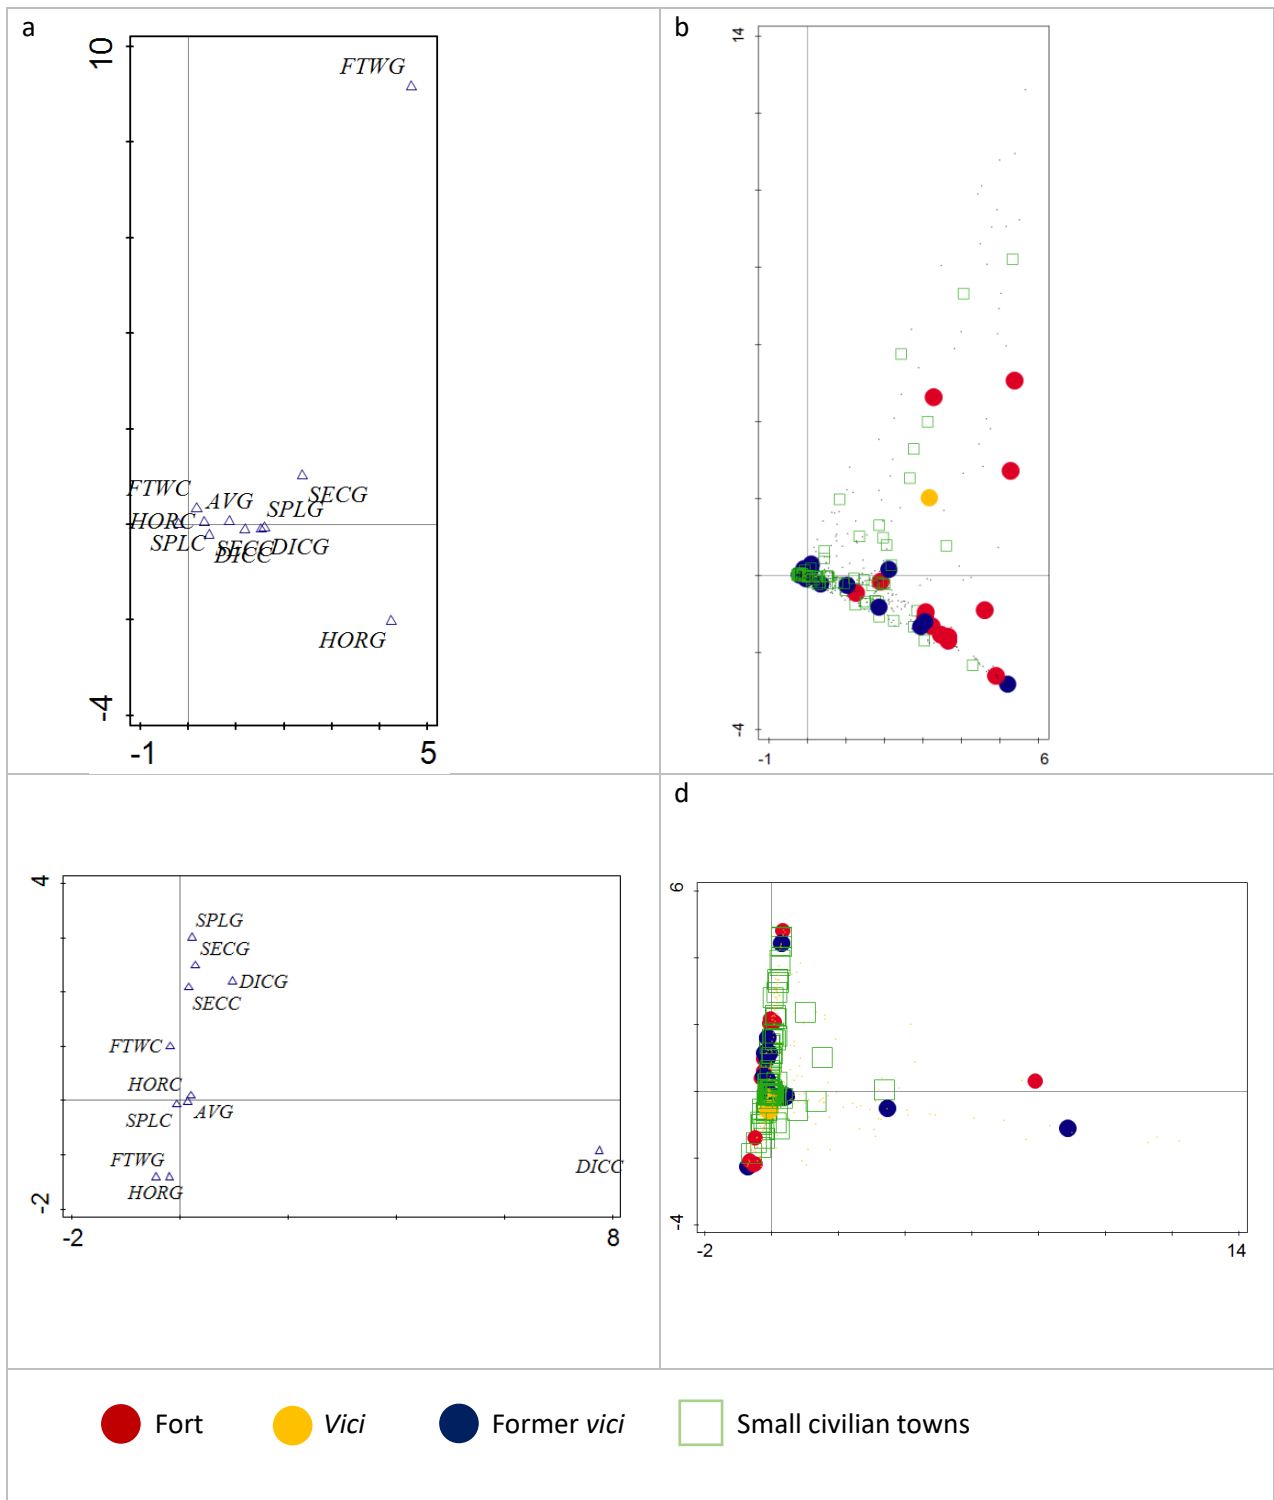 a
10
FTWG
FTWC
AVG
SECG
SPLG
HORC
SPLC
SECC
DICG
DICC
HORG
-4
-1
5
b
14
-4
-1
6
4
SPLG
SECG
DICG
SECC
FTWC
HORC
AVG
SPLC
FTWG
DICC
HORG
-2
-2
8
d
6
-4
-2
14
Fort
Vici
Former vici
Small civilian towns